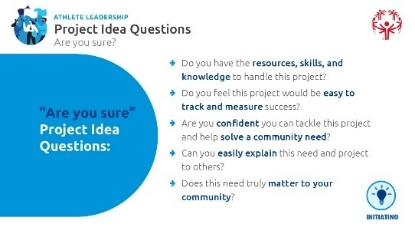 ATHLETE LEADERSHIP
Project Idea Questions
Are you sure?
"Are you sure"
Project Idea
Questions:
Do you have the resources, skills, and
knowledge to handle this project?
Do you feel this project would be easy to
track and measure success?
Are you confident you can tackle this project
and help solve a community need?
Can you easily explain this need and project
to others?
Does this need truly matter to your
community?
INITIATING